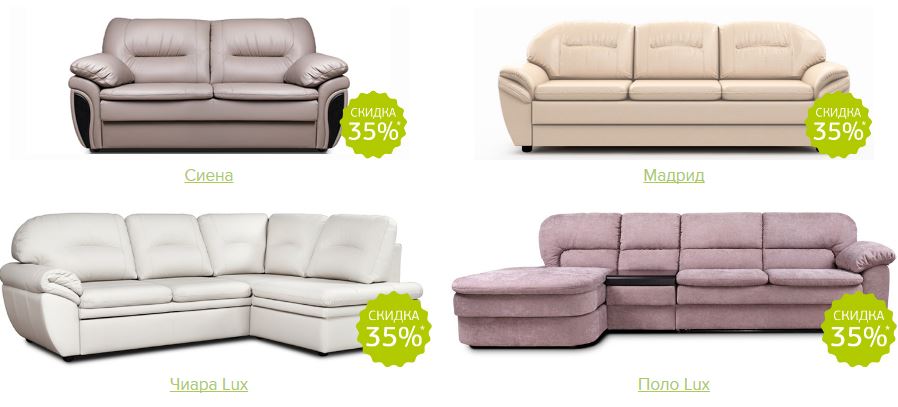 СКИДКА
35%*
СКИДКА
35%*
Сиена
Мадрид
СКИДКА
35%*
СКИДКА
35%*
Чиара Lux
Поло Lux